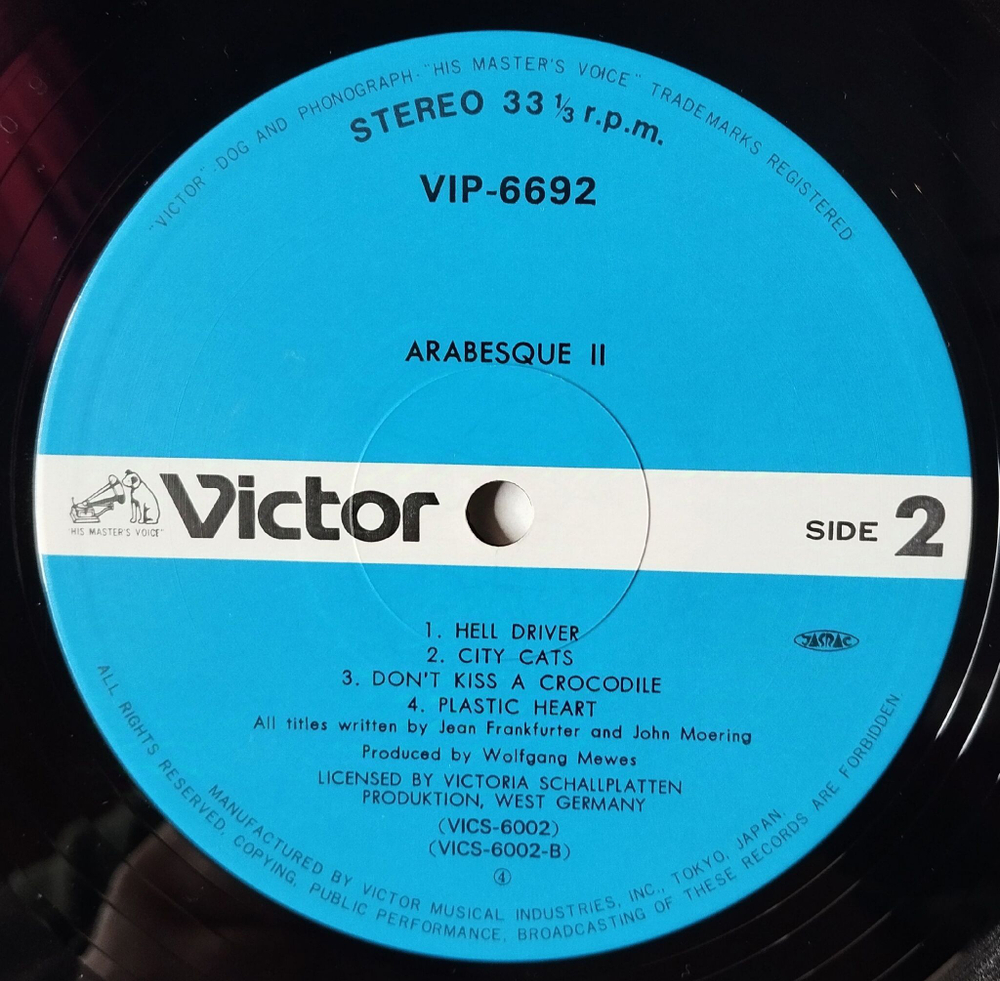 "VICTOR"-DOG AND PHONOGRAPH-"HIS MASTER'S VOICE" TRADEMARKS REGISTERED
STEREO 33 ⅓ r.p.m.
VIP-6692
ARABESQUE II
"HIS MASTER'S VOICE"
Victor
SIDE 2
1. HELL DRIVER
JASRAC
2. CITY CATS
3. DON'T KISS A CROCODILE
4. PLASTIC HEART
All titles written by Jean Frankfurter and John Moering
Produced by Wolfgang Mewes
LICENSED BY VICTORIA SCHALLPLATTEN
PRODUKTION, WEST GERMANY
(VICS-6002)
(VICS-6002-B)
④
MANUFACTURED BY VICTOR MUSICAL INDUSTRIES, INC., TOKYO, JAPAN.
ALL RIGHTS RESERVED, COPYING, PUBLIC PERFORMANCE, BROADCASTING OF THESE RECORDS ARE FORBIDDEN.